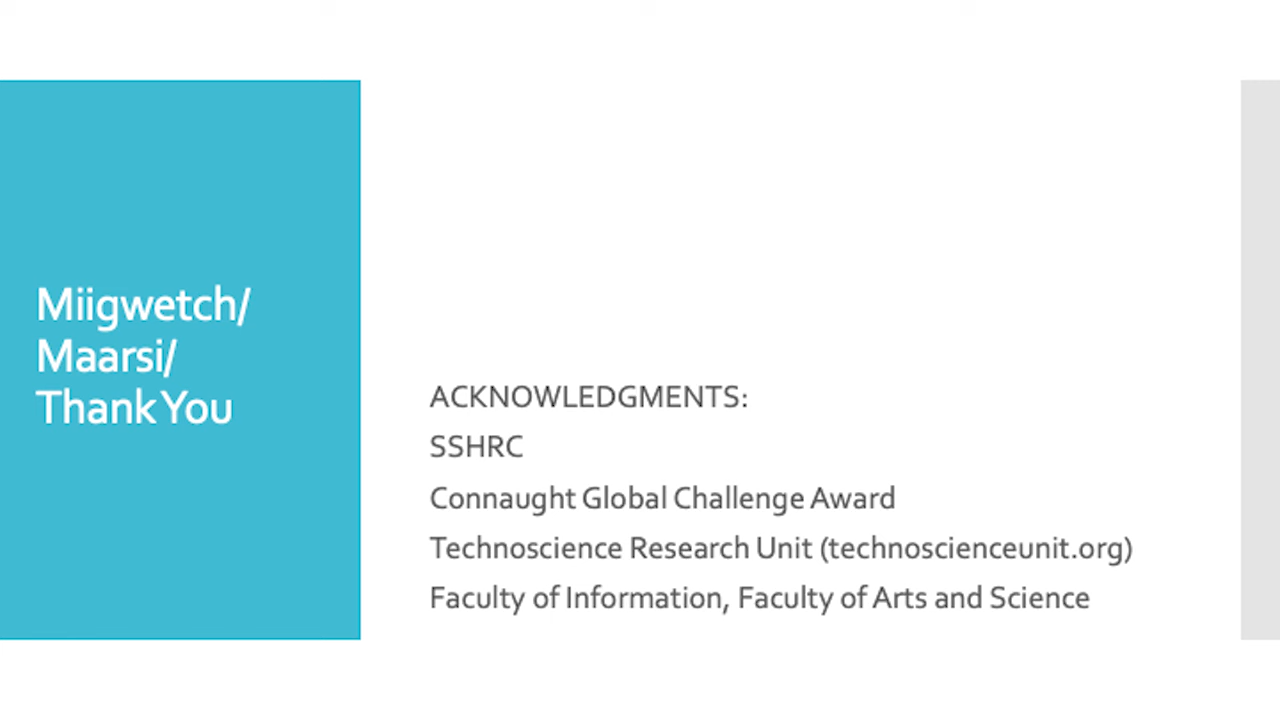 Miigwetch/
Maarsi/
Thank You
ACKNOWLEDGMENTS:
SSHRC
Connaught Global Challenge Award
Technoscience Research Unit (technoscienceunit.org)
Faculty of Information, Faculty of Arts and Science